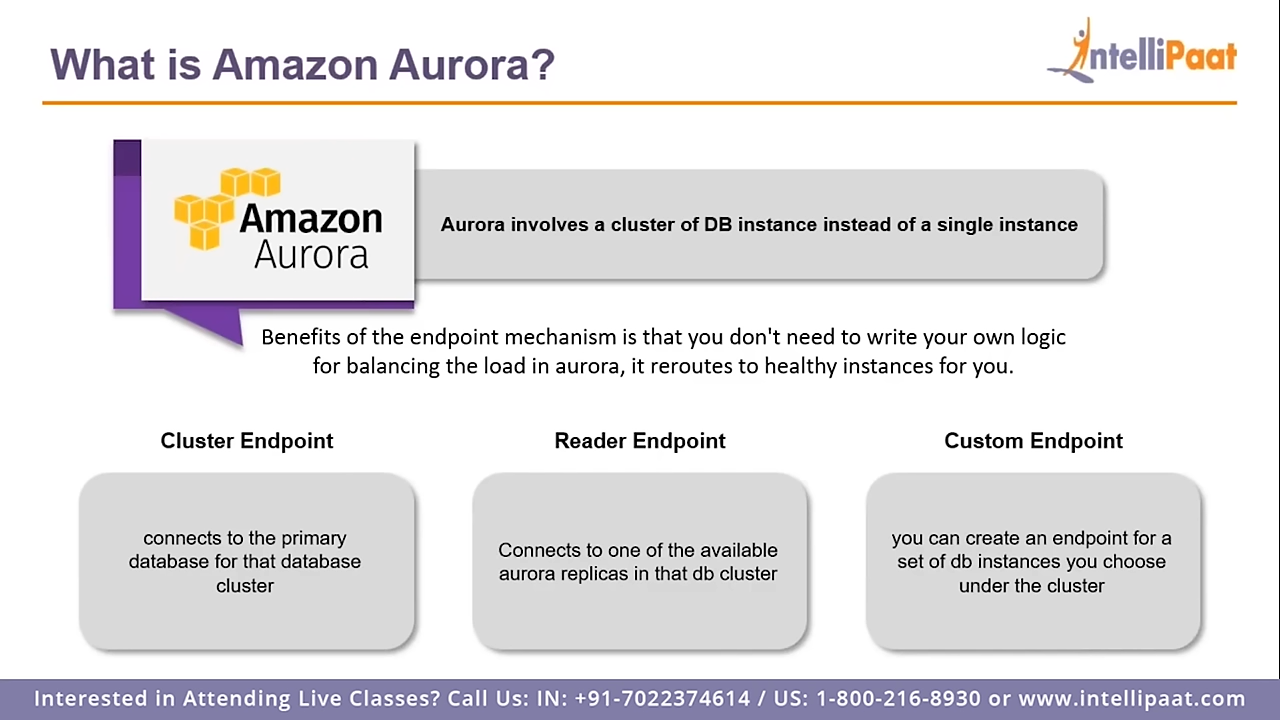 What is Amazon Aurora?
IntelliPaat
Amazon
Aurora
Aurora involves a cluster of DB instance instead of a single instance
Benefits of the endpoint mechanism is that you don't need to write your own logic
for balancing the load in aurora, it reroutes to healthy instances for you.
Cluster Endpoint
connects to the primary
database for that database
cluster
Reader Endpoint
Connects to one of the available
aurora replicas in that db cluster
Custom Endpoint
you can create an endpoint for a
set of db instances you choose
under the cluster
Interested in Attending Live Classes? Call Us: IN: +91-7022374614 / US: 1-800-216-8930 or www.intellipaat.com